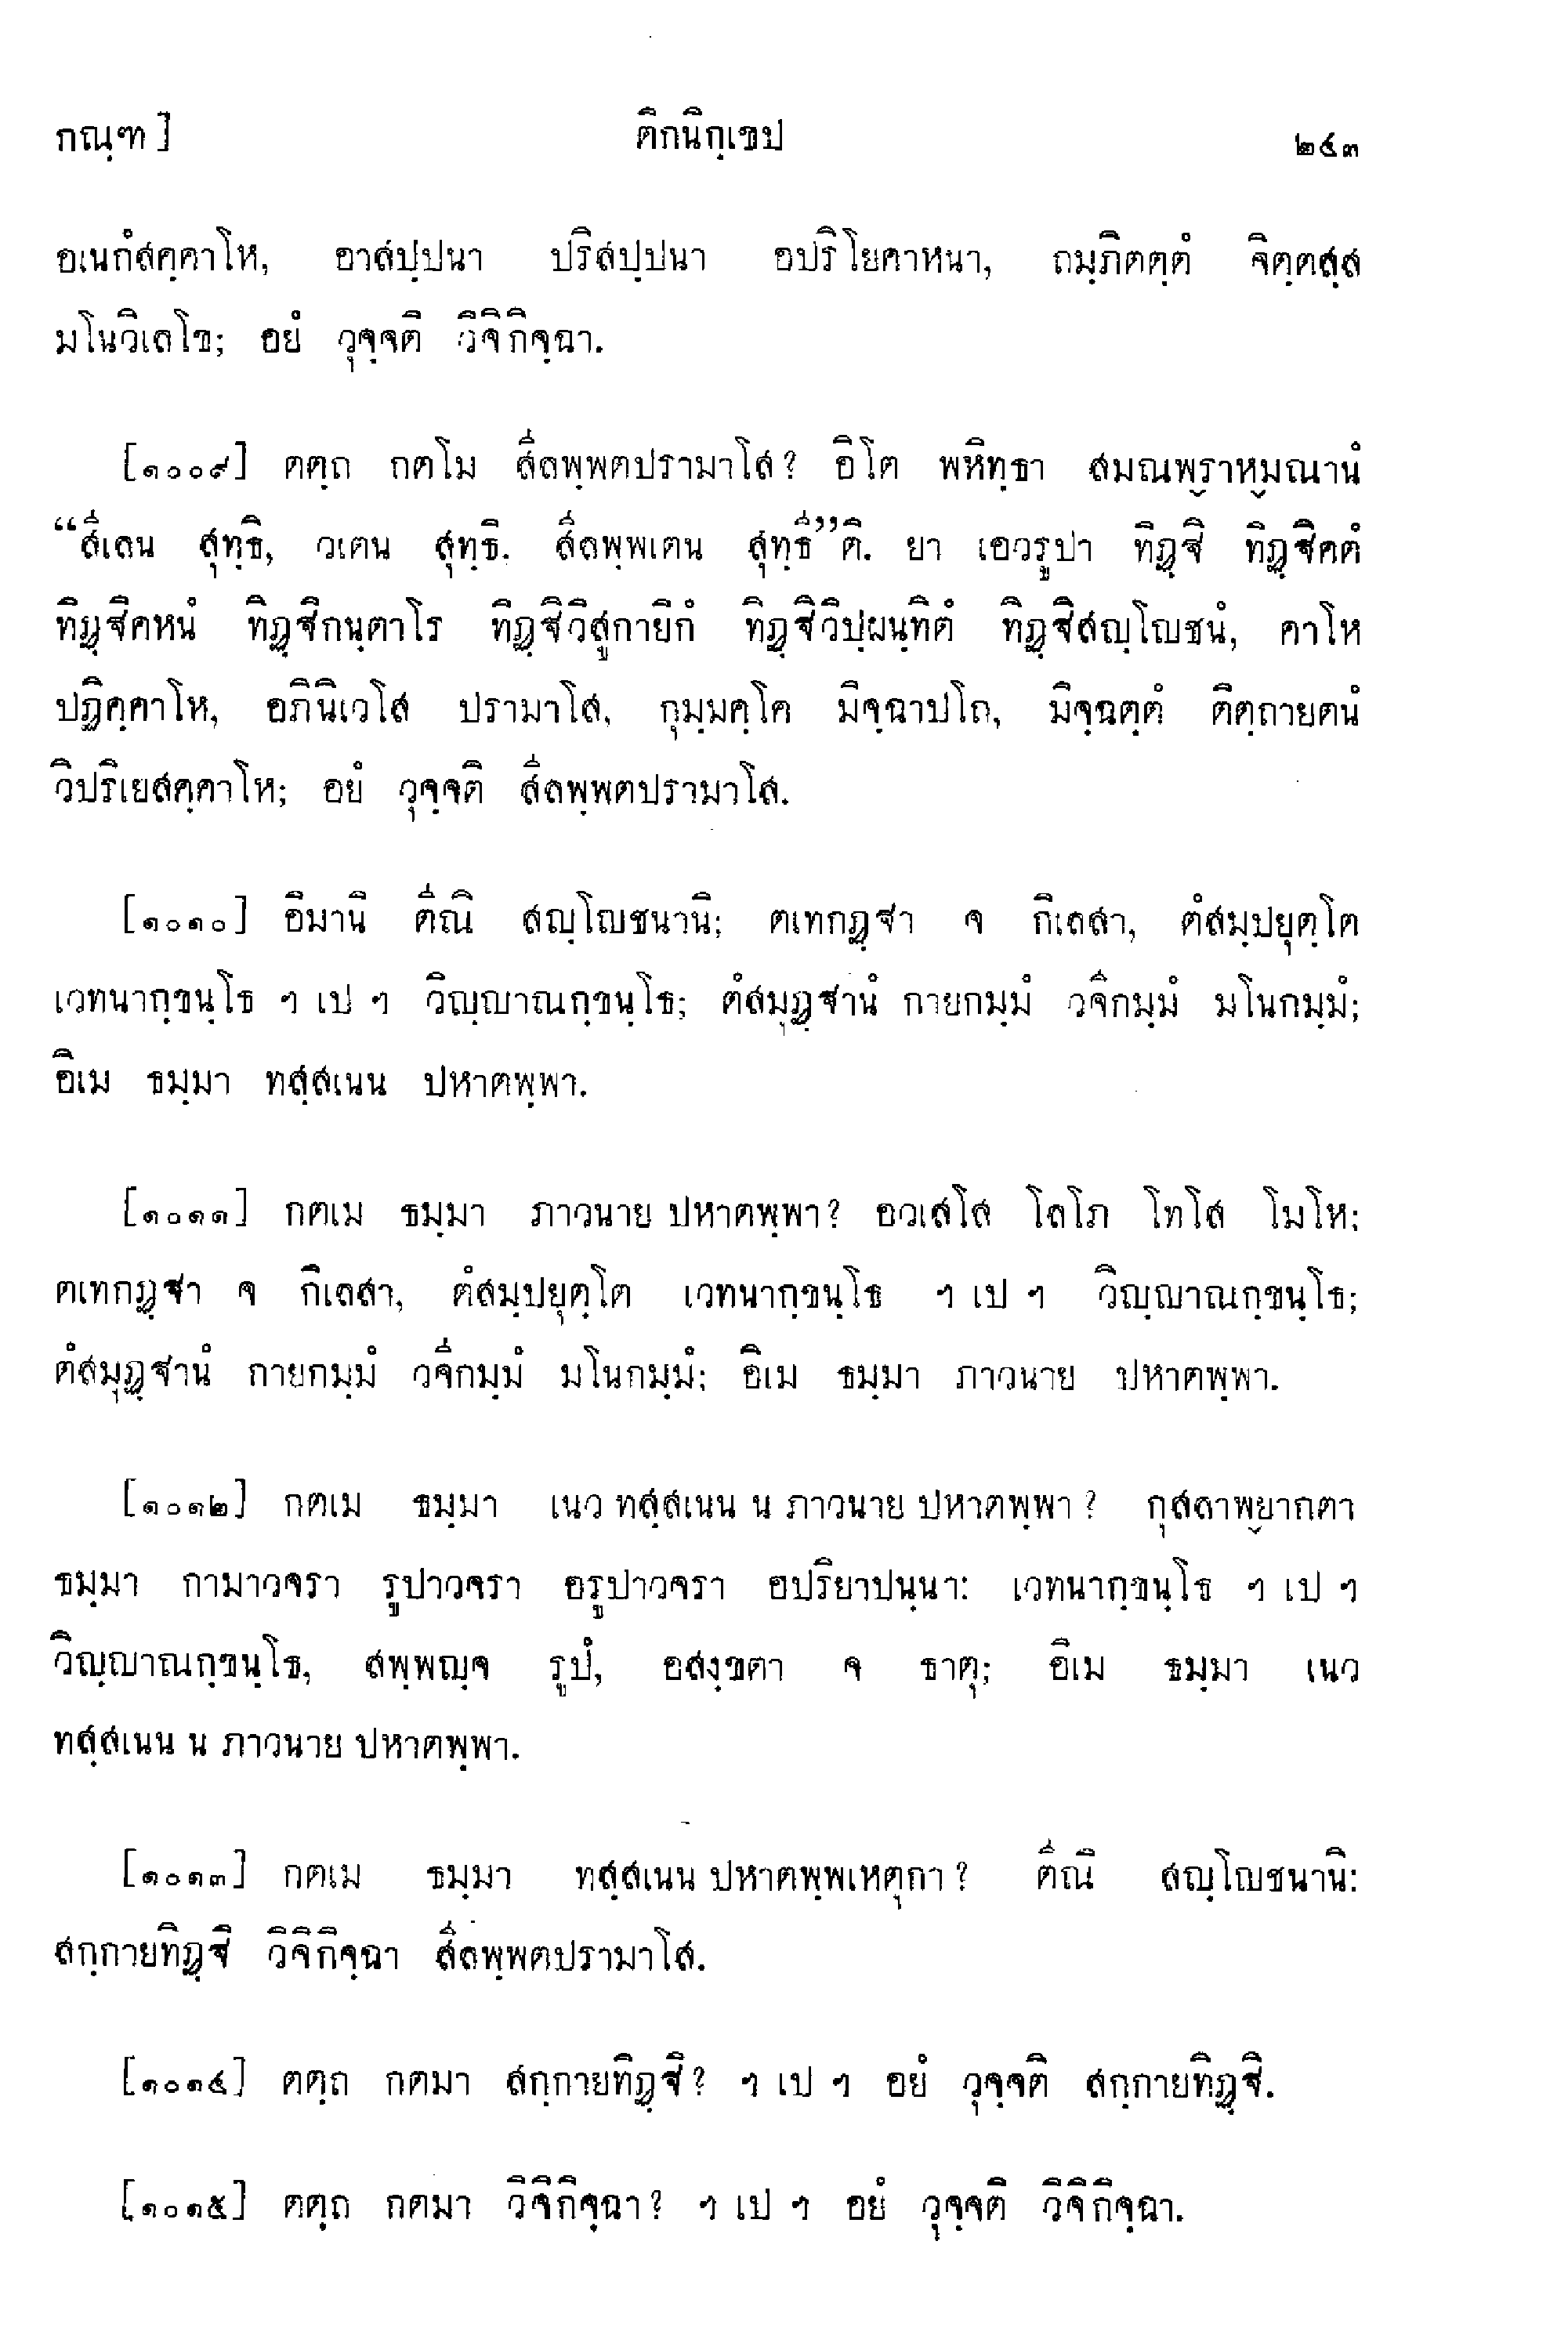 กณฺฑ ] ติกนิกฺเขป ๒๔๓
อเนกํสคฺคาโห, อาสปฺปนา ปริสปฺปนา อปริโยคาหนา, ถมฺภิตตฺตํ จิตฺตสฺส
มโนวิเลโข; อยํ วุจฺจติ วิจิกิจฺฉา.
[๑๐๐๙] ตตฺถ กตโม สีลพฺพตปรามาโส? อิโต พหิทฺธา สมณพฺราหฺมณานํ
“สีเลน สุทฺธิ, วเตน สุทฺธิ. สีลพฺพเตน สุทฺธี”ติ. ยา เอวรูปา ทิฏฺฐิ ทิฏฺฐิคตํ
ทิฏฺฐิคหนํ ทิฏฺฐิกนฺตาโร ทิฏฺฐิวิสูกายิกํ ทิฏฺฐิวิปฺผนฺทิตํ ทิฏฺฐิสญฺโญชนํ, คาโห
ปฏิคฺคาโห, อภินิเวโส ปรามาโส, กุมฺมคฺโค มิจฺฉาปโถ, มิจฺฉตฺตํ ติตฺถายตนํ
วิปริเยสคฺคาโห; อยํ วุจฺจติ สีลพฺพตปรามาโส.
[๑๐๑๐] อิมานิ ตีณิ สญฺโญชนานิ; ตเทกฏฺฐา จ กิเลสา, ตํสมฺปยุตฺโต
เวทนากฺขนฺโธ ฯ เป ฯ วิญฺญาณกฺขนฺโธ; ตํสมุฏฺฐานํ กายกมฺมํ วจีกมฺมํ มโนกมฺมํ;
อิเม ธมฺมา ทสฺสเนน ปหาตพฺพา.
[๑๐๑๑] กตเม ธมฺมา ภาวนาย ปหาตพฺพา? อวเสโส โลโภ โทโส โมโห;
ตเทกฏฺฐา จ กิเลสา, ตํสมฺปยุตฺโต เวทนากฺขนฺโธ ฯ เป ฯ วิญฺญาณกฺขนฺโธ;
ตํสมุฏฺฐานํ กายกมฺมํ วจีกมฺมํ มโนกมฺมํ; อิเม ธมฺมา ภาวนาย ปหาตพฺพา.
[๑๐๑๒] กตเม ธมฺมา เนว ทสฺสเนน น ภาวนาย ปหาตพฺพา? กุสลาพฺยากตา
ธมฺมา กามาวจรา รูปาวจรา อรูปาวจรา อปริยาปนฺนา: เวทนากฺขนฺโธ ฯ เป ฯ
วิญฺญาณกฺขนฺโธ, สพฺพญฺจ รูปํ, อสงฺขตา จ ธาตุ; อิเม ธมฺมา เนว
ทสฺสเนน น ภาวนาย ปหาตพฺพา.
[๑๐๑๓] กตเม ธมฺมา ทสฺสเนน ปหาตพฺพเหตุกา? ตีณิ สญฺโญชนานิ:
สกฺกายทิฏฺฐิ วิจิกิจฺฉา สีลพฺพตปรามาโส.
[๑๐๑๔] ตตฺถ กตมา สกฺกายทิฏฺฐิ? ฯ เป ฯ อยํ วุจฺจติ สกฺกายทิฏฺฐิ.
[๑๐๑๕] ตตฺถ กตมา วิจิกิจฺฉา? ฯ เป ฯ อยํ วุจฺจติ วิจิกิจฺฉา.